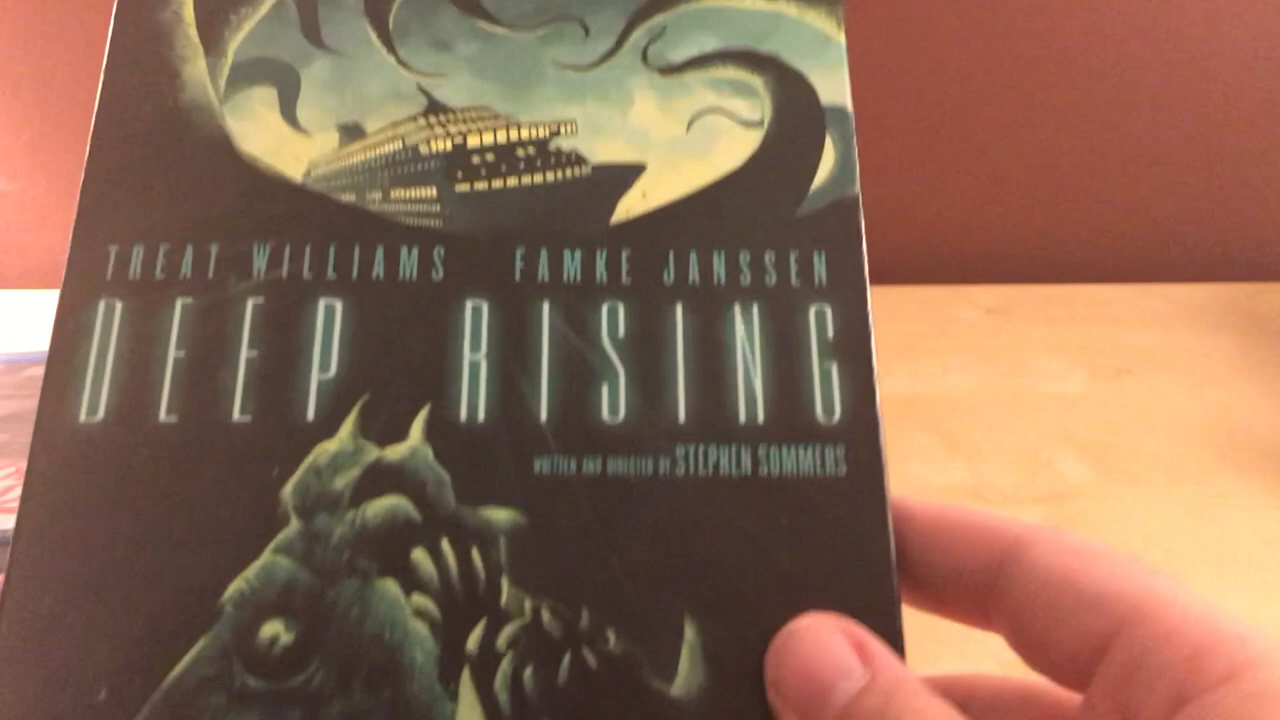 TREAT WILLIAMS FAMKE JANSSEN
DEEP RISING
WRITTEN AND DIRECTED BY STEPHEN SOMMERS